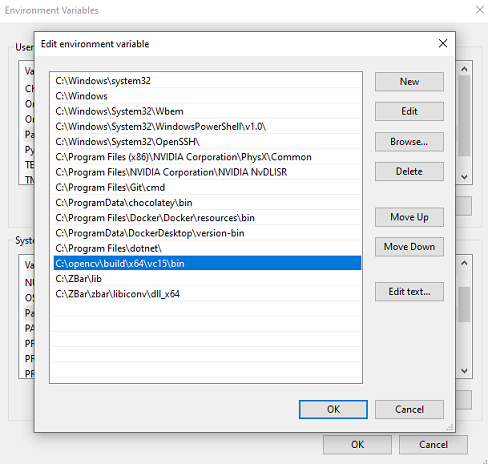 Environment Variables
User
Edit environment variable
Va
C:\Windows\system32
New
C:\Windows
C:\Windows\System32\Wbem
Edit
C:\Windows\System32\WindowsPowerShell\v1.0\
C:\Windows\System32\OpenSSH\
Browse...
C:\Program Files (x86)\NVIDIA Corporation\PhysX\Common
C:\Program Files\NVIDIA Corporation\NVIDIA NvDLISR
Delete
C:\Program Files\Git\cmd
C:\ProgramData\chocolatey\bin
C:\Program Files\Docker\Docker\resources\bin
Move Up
C:\ProgramData\DockerDesktop\version-bin
C:\Program Files\dotnet\
Move Down
C:\opencv\build\x64\vc15\bin
C:\ZBar\lib
C:\ZBar\zbar\libiconv\dll_x64
Edit text...
CH
On
On
Pa
Py
TE
TN
Syst
Va
NU
OS
Pa
PA
PR
PR
PR
OK
Cancel
OK
Cancel